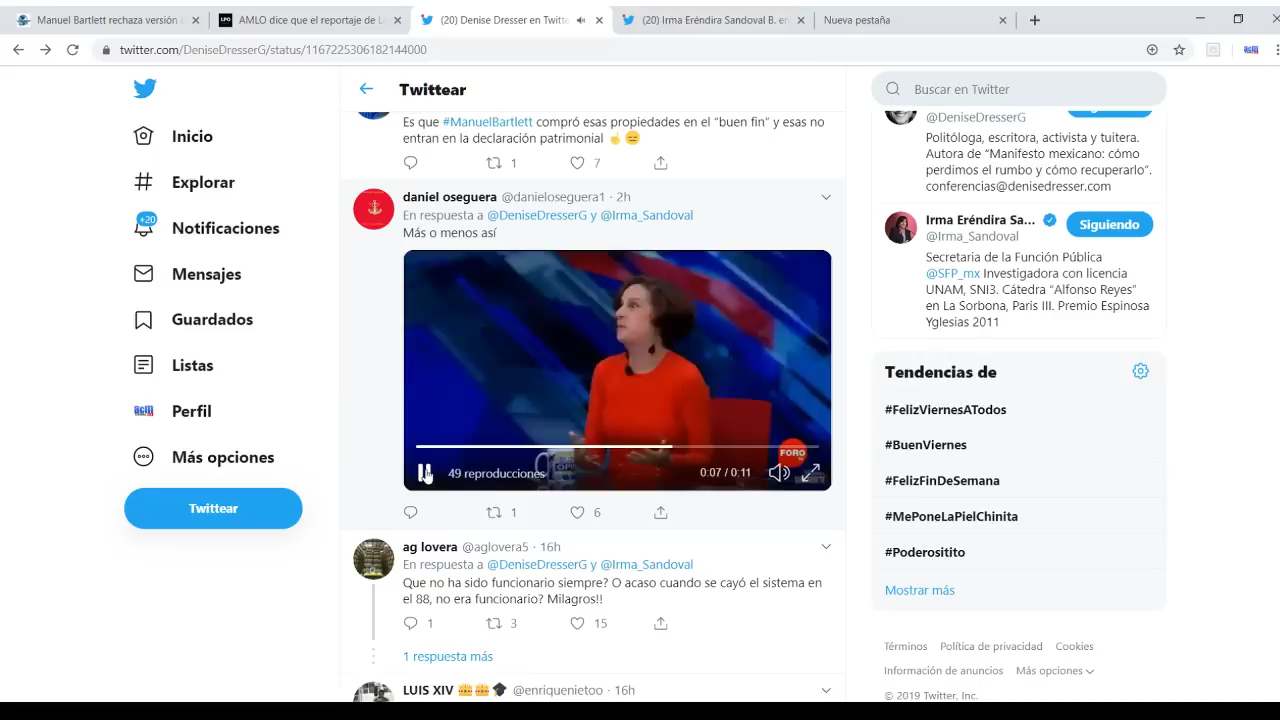 Manuel Bartlett rechaza versión
AMLO dice que el reportaje de L
(20) Denise Dresser en Twitte
(20) Irma Eréndira Sandoval B. en
Nueva pestaña
twitter.com/DeniseDresserG/status/1167225306182144000
Inicio
Explorar
+20
Notificaciones
Mensajes
Guardados
Listas
Perfil
Más opciones
Twittear
Twittear
Es que #ManuelBartlett compró esas propiedades en el "buen fin" y esas no
entran en la declaración patrimonial ☝️😑
1 7
daniel oseguera @danieloseguera1 · 2h
En respuesta a @DeniseDresserG y @Irma_Sandoval
Más o menos así
FORO
49 reproducciones
0:07 / 0:11
1 6
ag lovera @aglovera5 · 16h
En respuesta a @DeniseDresserG y @Irma_Sandoval
Que no ha sido funcionario siempre? O acaso cuando se cayó el sistema en
el 88, no era funcionario? Milagros!!
1 3 15
1 respuesta más
LUIS XIV 👑👑🎓 @enriquenietoo · 16h
Buscar en Twitter
@DeniseDresserG
Politóloga, escritora, activista y tuitera.
Autora de "Manifesto mexicano: cómo
perdimos el rumbo y cómo recuperarlo".
conferencias@denisedresser.com
Irma Eréndira Sa...
Siguiendo
@Irma_Sandoval
Secretaria de la Función Pública
@SFP_mx Investigadora con licencia
UNAM, SNI3. Cátedra "Alfonso Reyes"
en La Sorbona, Paris III. Premio Espinosa
Yglesias 2011
Tendencias de
#FelizViernesATodos
#BuenViernes
#FelizFinDeSemana
#MePoneLaPielChinita
#Poderositito
Mostrar más
Términos Política de privacidad Cookies
Información de anuncios Más opciones
© 2019 Twitter, Inc.